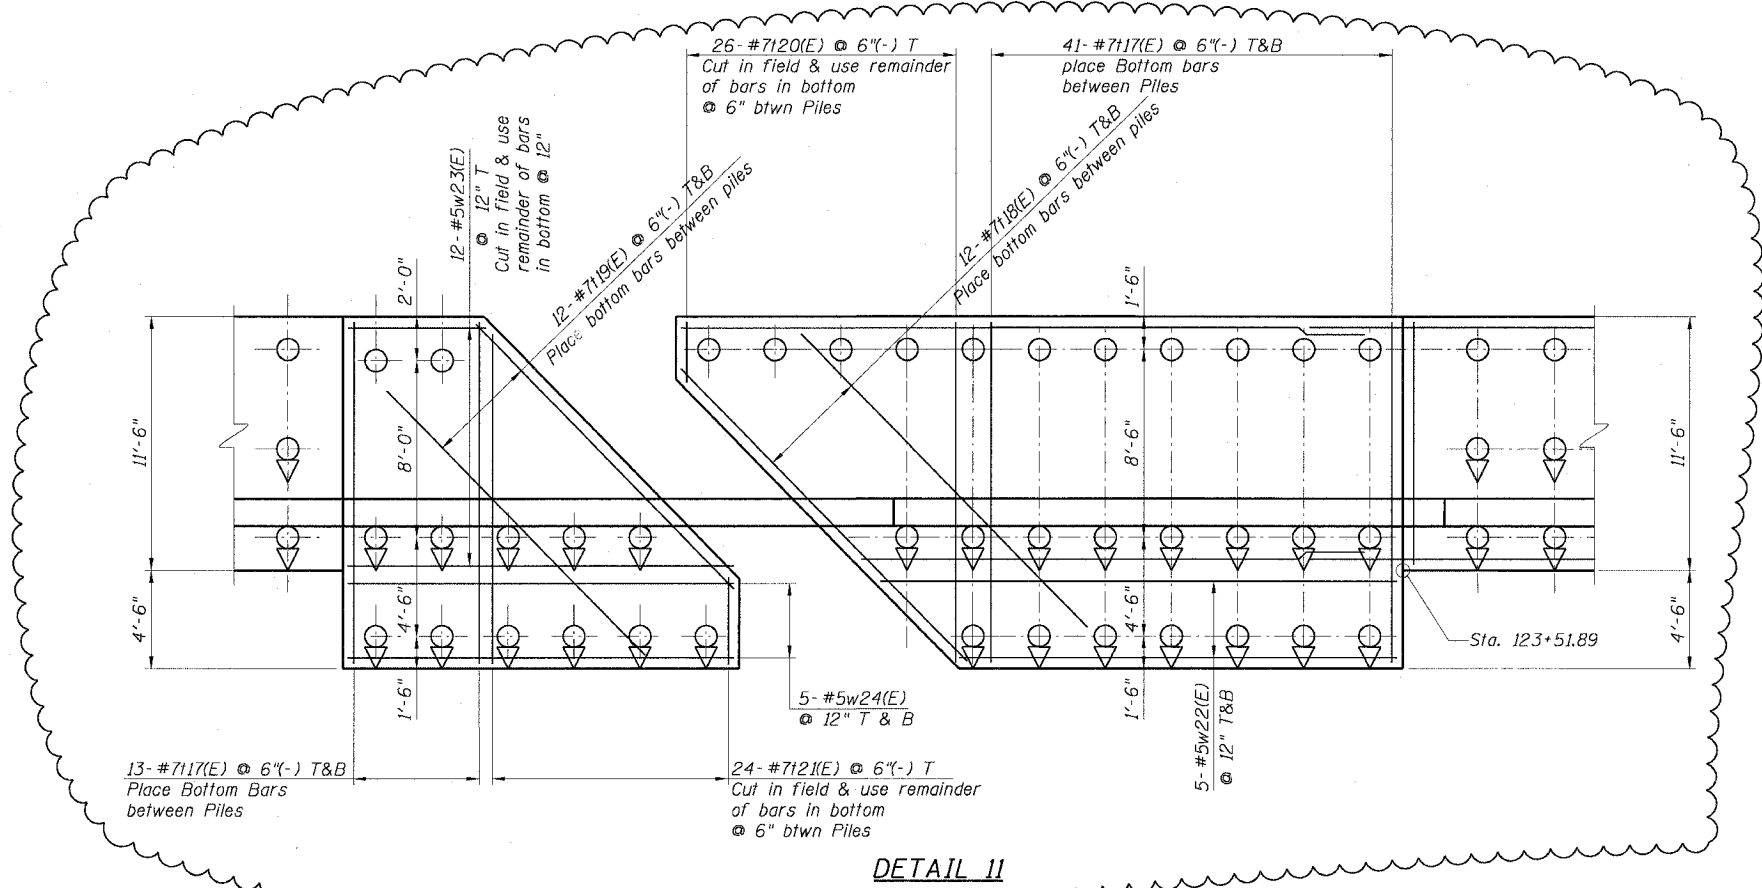 26- #7t20(E) @ 6"(-) T
Cut in field & use remainder
of bars in bottom
@ 6" btwn Piles
41- #7t17(E) @ 6"(-) T&B
place Bottom bars
between Piles
12- #5w23(E)
@ 12" T
Cut in field & use
remainder of bars
in bottom @ 12"
12- #7t19(E) @ 6"(-) T&B
Place bottom bars between piles
12- #7t18(E) @ 6"(-) T&B
Place bottom bars between piles
2'-0"
1'-6"
11'-6"
8'-0"
8'-6"
11'-6"
4'-6"
4'-6"
4'-6"
4'-6"
Sta. 123+51.89
1'-6"
1'-6"
5- #5w24(E)
@ 12" T & B
5- #5w22(E)
@ 12" T&B
13- #7t17(E) @ 6"(-) T&B
Place Bottom Bars
between Piles
24- #7t21(E) @ 6"(-) T
Cut in field & use remainder
of bars in bottom
@ 6" btwn Piles
DETAIL 11